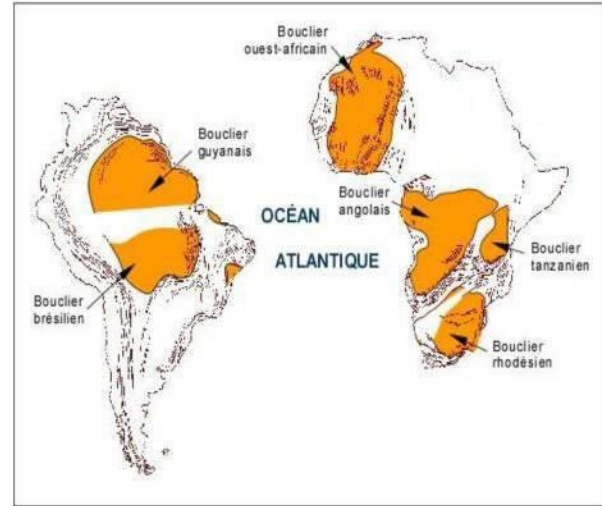 Bouclier
ouest-africain
Bouclier
guyanais
Bouclier
angolais
OCÉAN
ATLANTIQUE
Bouclier
tanzanien
Bouclier
brésilien
Bouclier
rhodésien